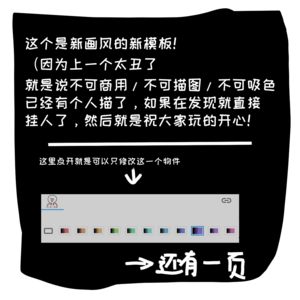 这个是新画风的新模板!
（因为上一个太丑了
就是说不可商用/不可描图/不可吸色
已经有个人描了，如果在发现就直接
挂人了，然后就是祝大家玩的开心!
这里点开就是可以只修改这一个物件
→还有一页